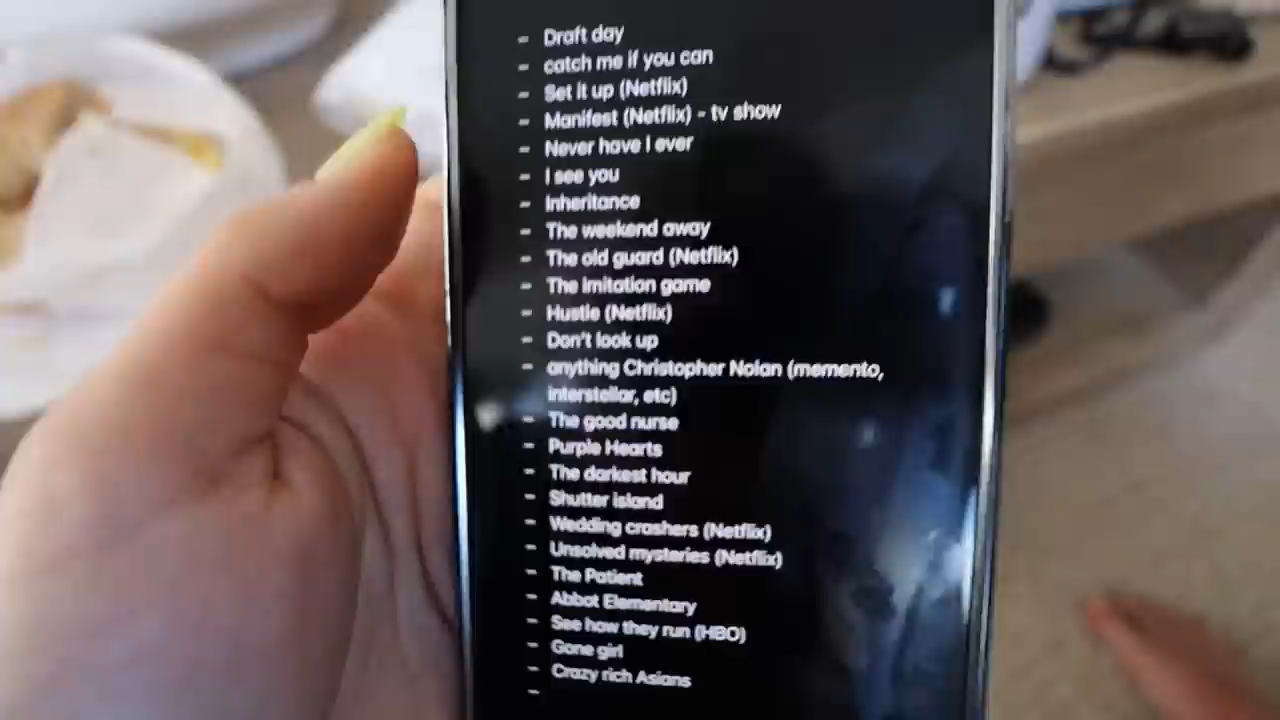 - Draft day
- catch me if you can
- Set it up (Netflix)
- Manifest (Netflix) - tv show
- Never have I ever
- I see you
- Inheritance
- The weekend away
- The old guard (Netflix)
- The imitation game
- Hustle (Netflix)
- Don't look up
- anything Christopher Nolan (memento,
interstellar, etc)
- The good nurse
- Purple Hearts
- The darkest hour
- Shutter island
- Wedding crashers (Netflix)
- Unsolved mysteries (Netflix)
- The Patient
- Abbot Elementary
- See how they run (HBO)
- Gone girl
- Crazy rich Asians
-